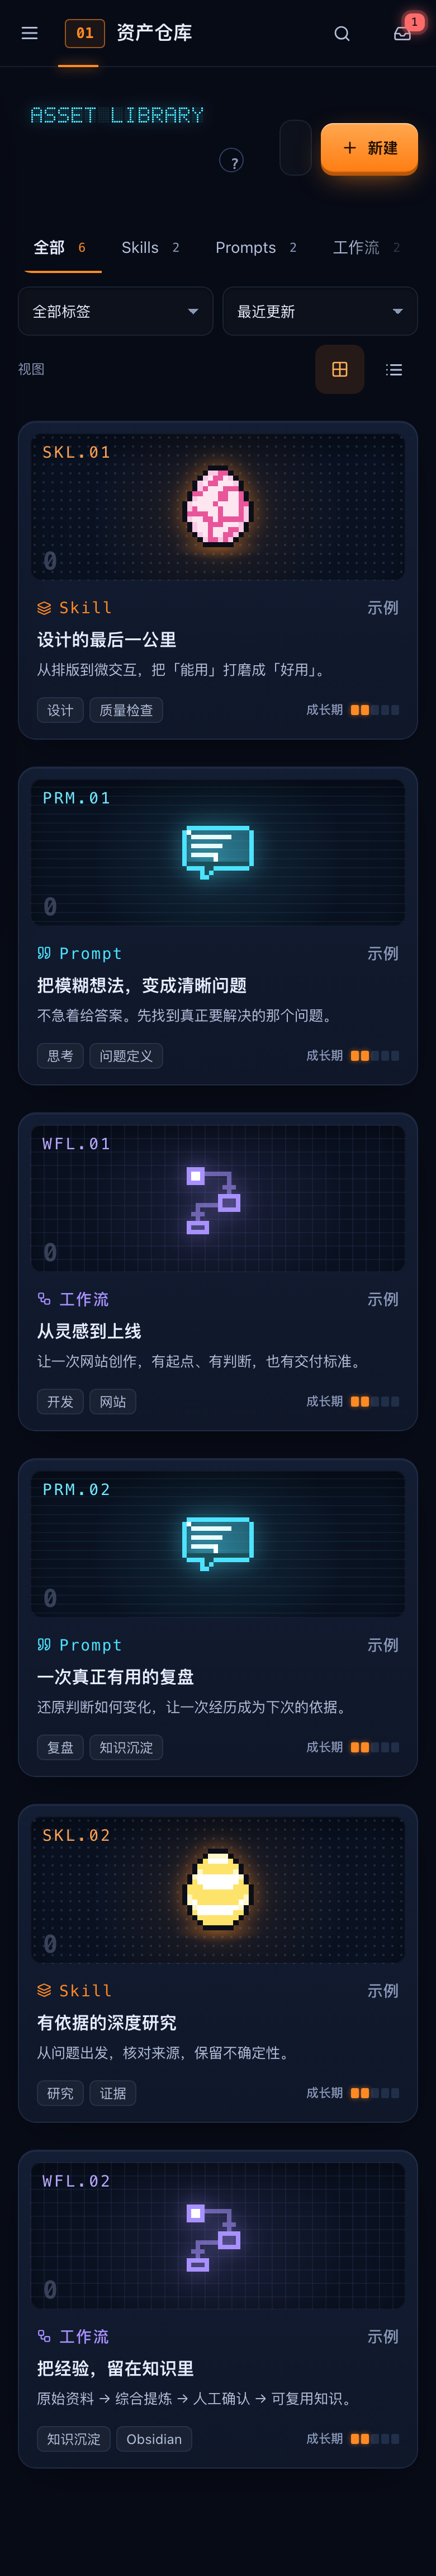 01 资产仓库 1
ASSET LIBRARY
?
+ 新建
全部 6 Skills 2 Prompts 2 工作流 2
全部标签 最近更新
视图
SKL.01
0
Skill 示例
设计的最后一公里
从排版到微交互，把「能用」打磨成「好用」。
设计 质量检查 成长期
PRM.01
0
Prompt 示例
把模糊想法，变成清晰问题
不急着给答案。先找到真正要解决的那个问题。
思考 问题定义 成长期
WFL.01
0
工作流 示例
从灵感到上线
让一次网站创作，有起点、有判断，也有交付标准。
开发 网站 成长期
PRM.02
0
Prompt 示例
一次真正有用的复盘
还原判断如何变化，让一次经历成为下次的依据。
复盘 知识沉淀 成长期
SKL.02
0
Skill 示例
有依据的深度研究
从问题出发，核对来源，保留不确定性。
研究 证据 成长期
WFL.02
0
工作流 示例
把经验，留在知识里
原始资料 → 综合提炼 → 人工确认 → 可复用知识。
知识沉淀 Obsidian 成长期